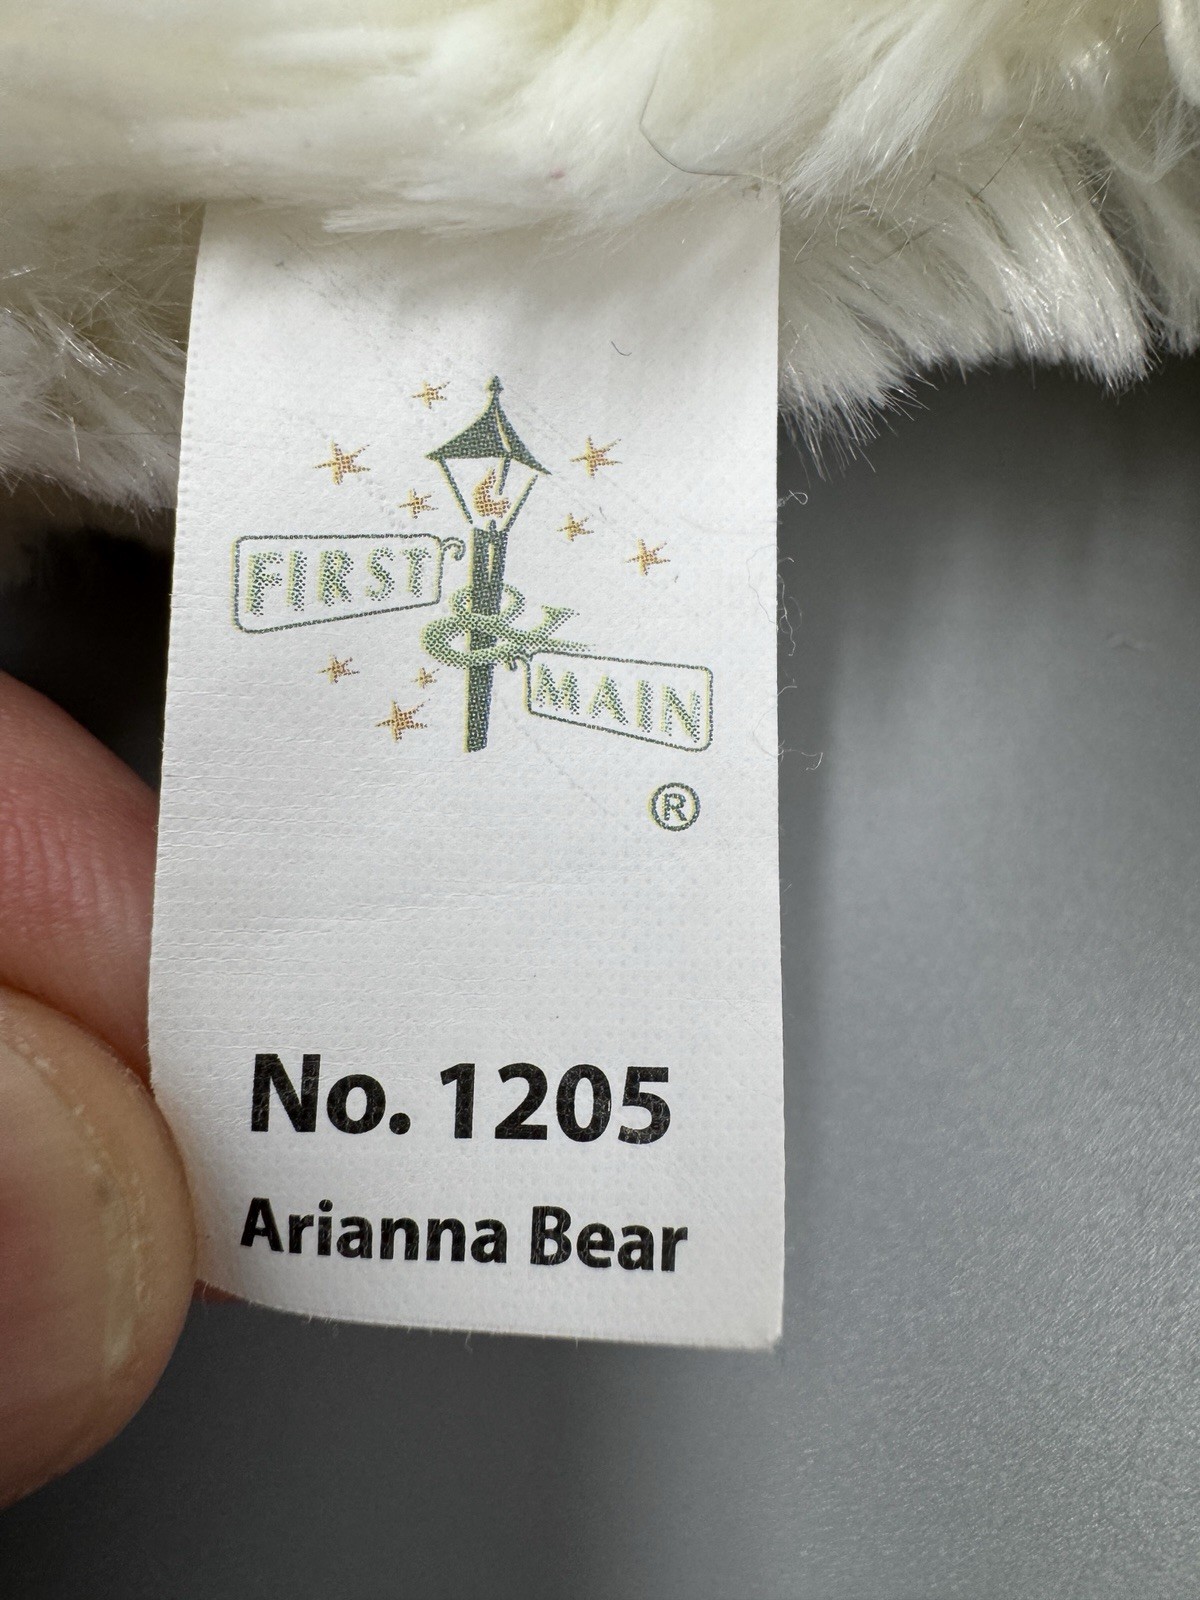 FIRST
&
MAIN
®
No. 1205
Arianna Bear